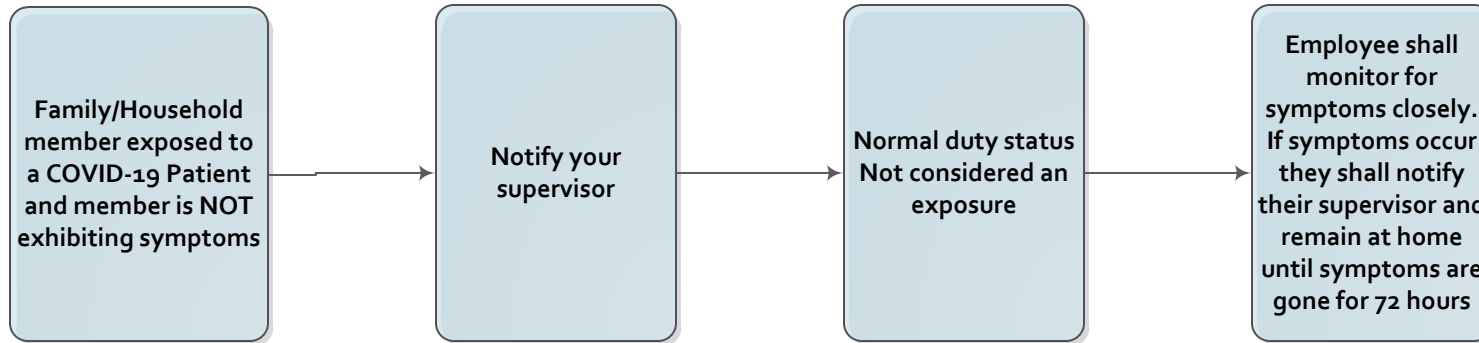 Family/Household
member exposed to
a COVID-19 Patient
and member is NOT
exhibiting symptoms
Notify your
supervisor
Normal duty status
Not considered an
exposure
Employee shall
monitor for
symptoms closely.
If symptoms occur
they shall notify
their supervisor and
remain at home
until symptoms are
gone for 72 hours